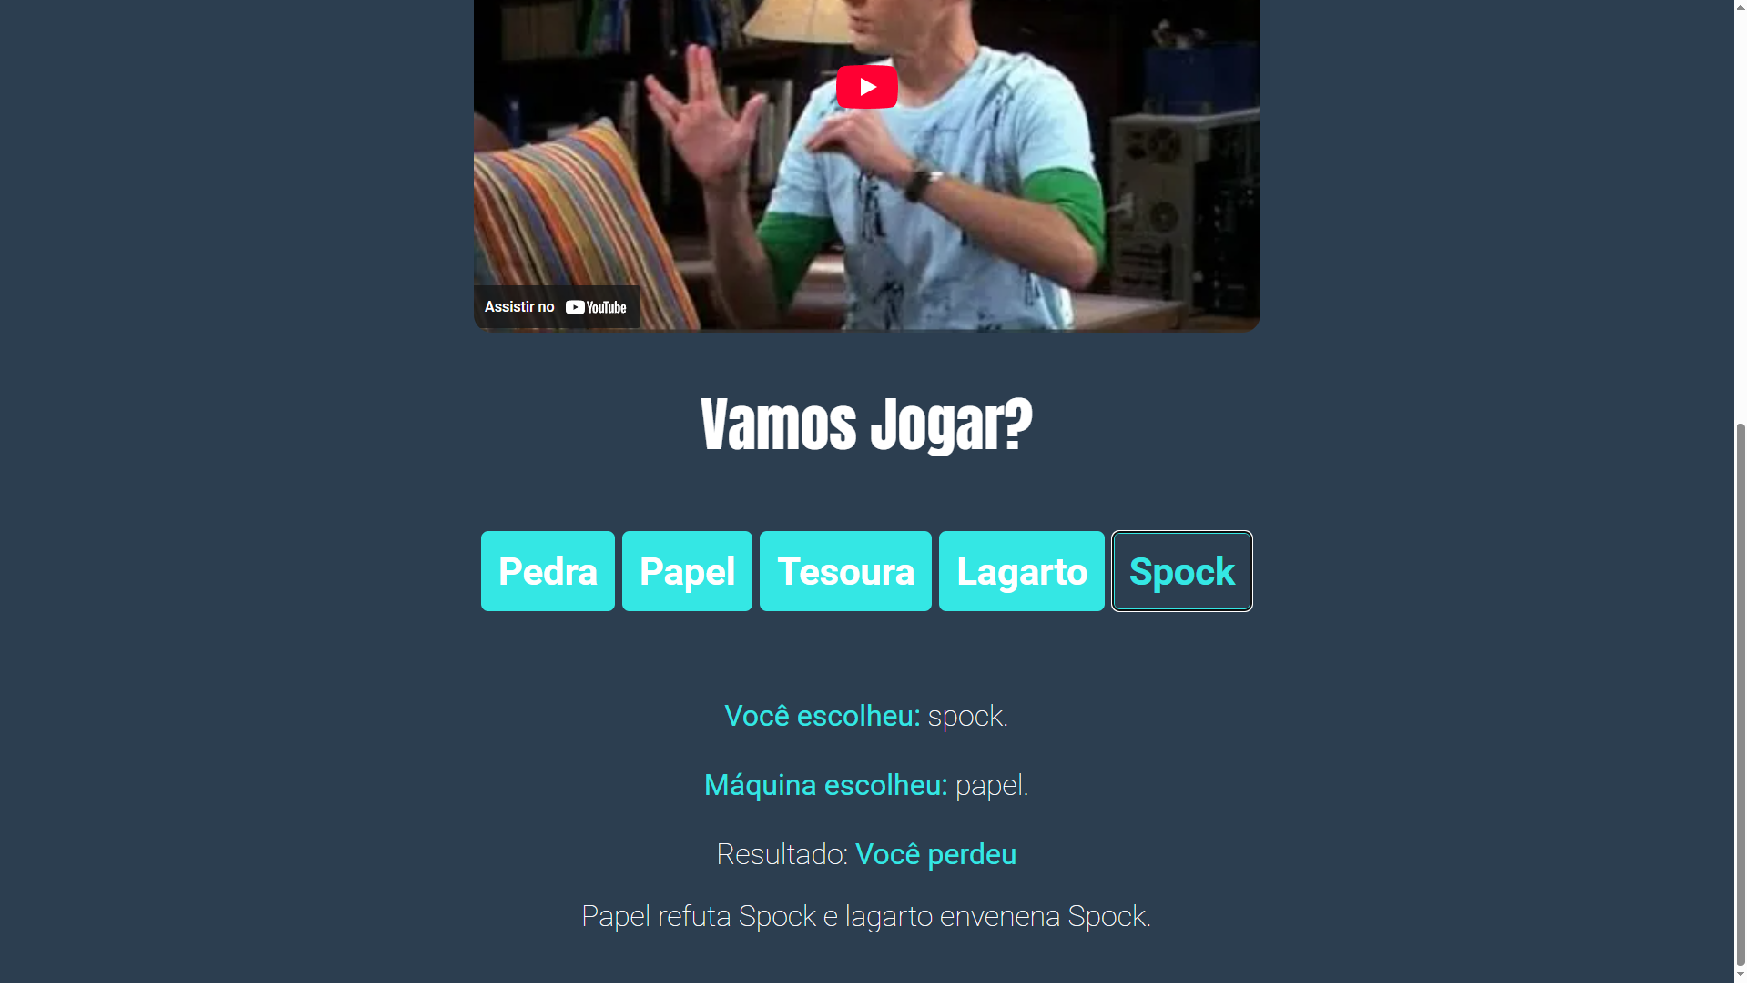 Assistir no YouTube
Vamos Jogar?
Pedra Papel Tesoura Lagarto Spock
Você escolheu: spock.
Máquina escolheu: papel.
Resultado: Você perdeu
Papel refuta Spock e lagarto envenena Spock.